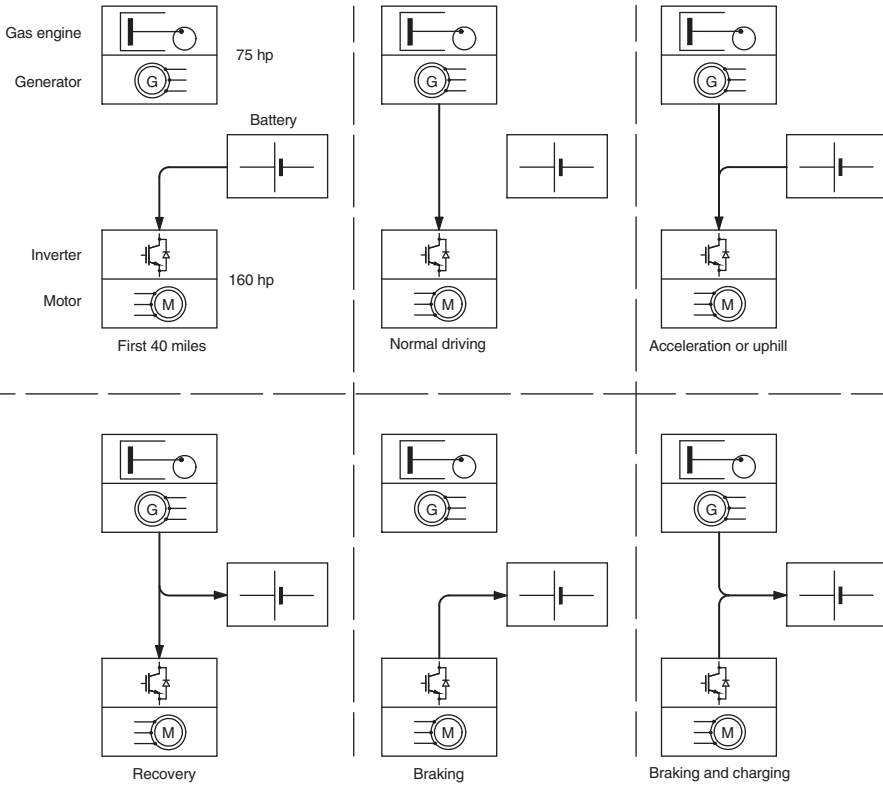 Gas engine
75 hp
Generator
G
G
G
Battery
Inverter
160 hp
Motor
M
M
M
First 40 miles
Normal driving
Acceleration or uphill
G
G
G
M
M
M
Recovery
Braking
Braking and charging